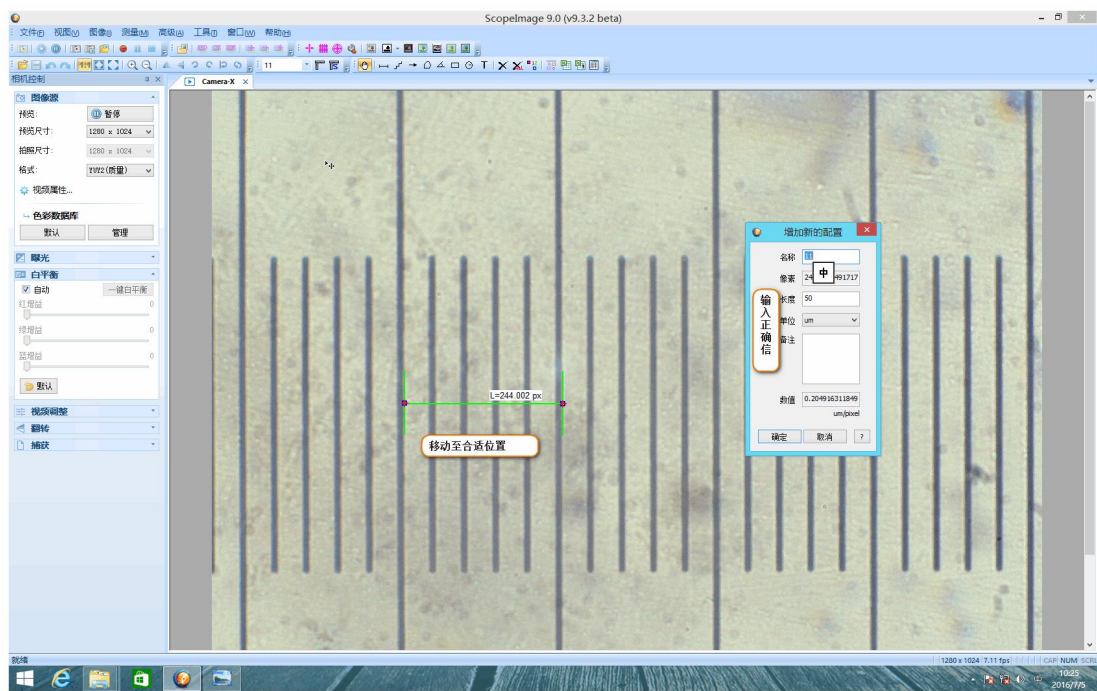 ScopeImage 9.0 (v9.3.2 beta)
文件(F) 视图(V) 图像(I) 测量(M) 高级(A) 工具(T) 窗口(W) 帮助(H)
11
相机控制
Camera-X
图像源
预览:
暂停
预览尺寸:
1280 x 1024
拍照尺寸:
1280 x 1024
格式:
YUY2(质量)
视频属性...
色彩数据库
默认
管理
曝光
白平衡
自动
一键白平衡
红增益
0
绿增益
0
蓝增益
0
默认
视频调整
翻转
捕获
L=244.002 px
移动至合适位置
增加新的配置
名称
11
中
像素
491717
输入正确信
长度
50
单位
um
备注
数值
0.204916311849
um/pixel
确定
取消
?
就绪
1280 x 1024 7.11 fps
CAP NUM SCRL
10:25
2016/7/5